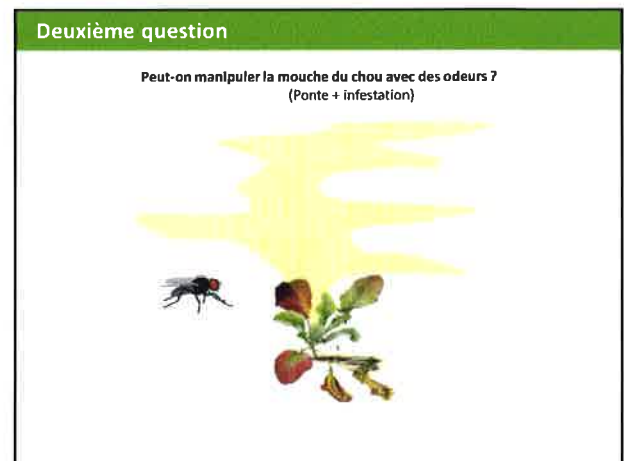 Deuxième question
Peut-on manipuler la mouche du chou avec des odeurs ?
(Ponte + infestation)